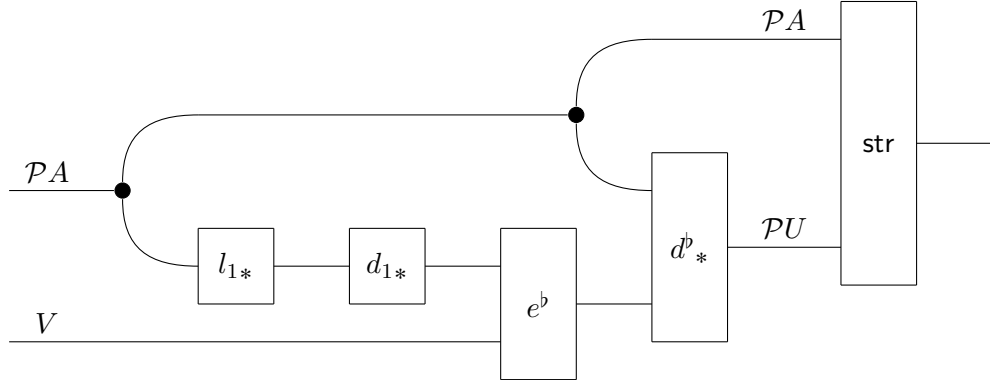 𝒫A
str
𝒫A
d♭∗
𝒫U
l1∗ d1∗
e♭
V